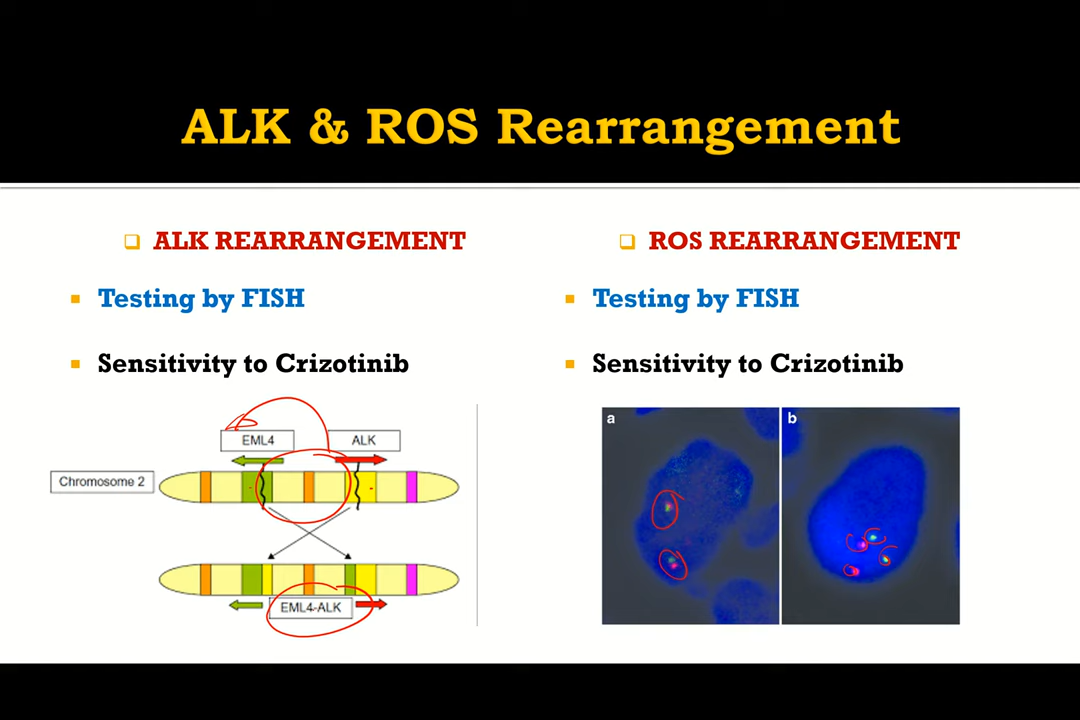 ALK & ROS Rearrangement
❑ ALK REARRANGEMENT
▪ Testing by FISH
▪ Sensitivity to Crizotinib
EML4
ALK
Chromosome 2
EML4-ALK
❑ ROS REARRANGEMENT
▪ Testing by FISH
▪ Sensitivity to Crizotinib
a
b